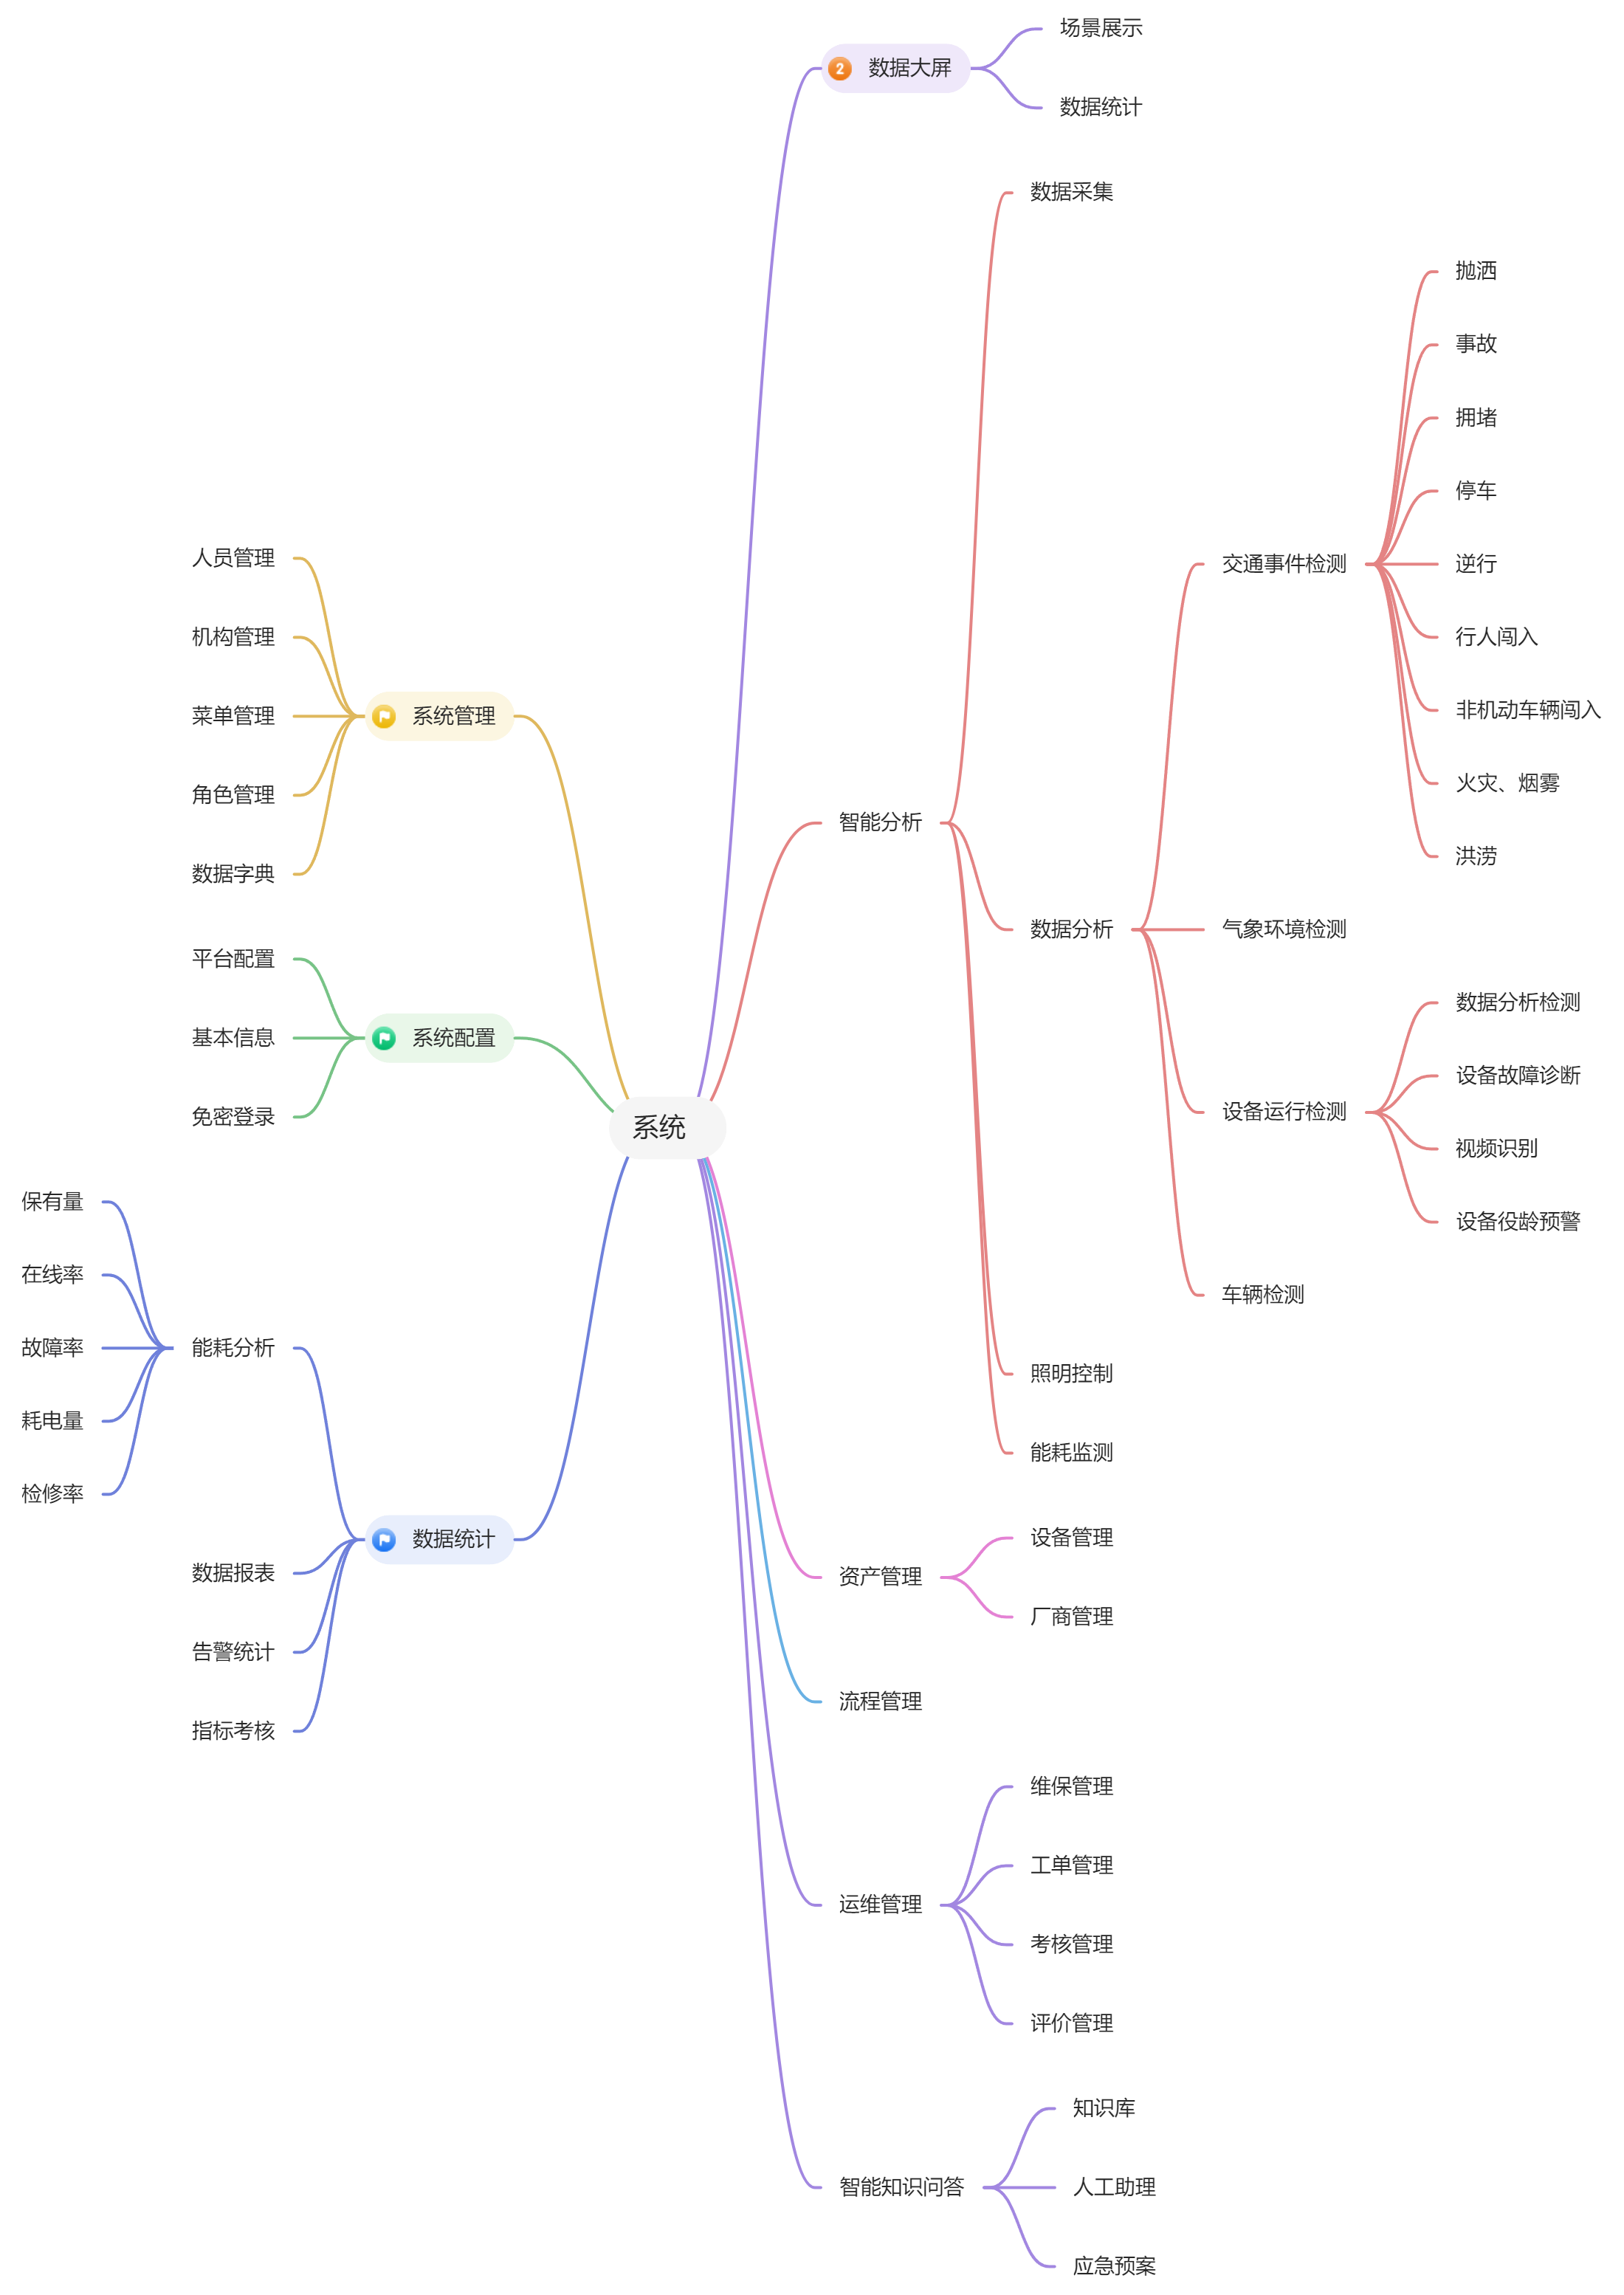 系统
2
数据大屏
场景展示
数据统计
智能分析
数据采集
数据分析
交通事件检测
抛洒
事故
拥堵
停车
逆行
行人闯入
非机动车辆闯入
火灾、烟雾
洪涝
气象环境检测
设备运行检测
数据分析检测
设备故障诊断
视频识别
设备役龄预警
车辆检测
照明控制
能耗监测
资产管理
设备管理
厂商管理
流程管理
运维管理
维保管理
工单管理
考核管理
评价管理
智能知识问答
知识库
人工助理
应急预案
系统管理
人员管理
机构管理
菜单管理
角色管理
数据字典
系统配置
平台配置
基本信息
免密登录
数据统计
能耗分析
保有量
在线率
故障率
耗电量
检修率
数据报表
告警统计
指标考核